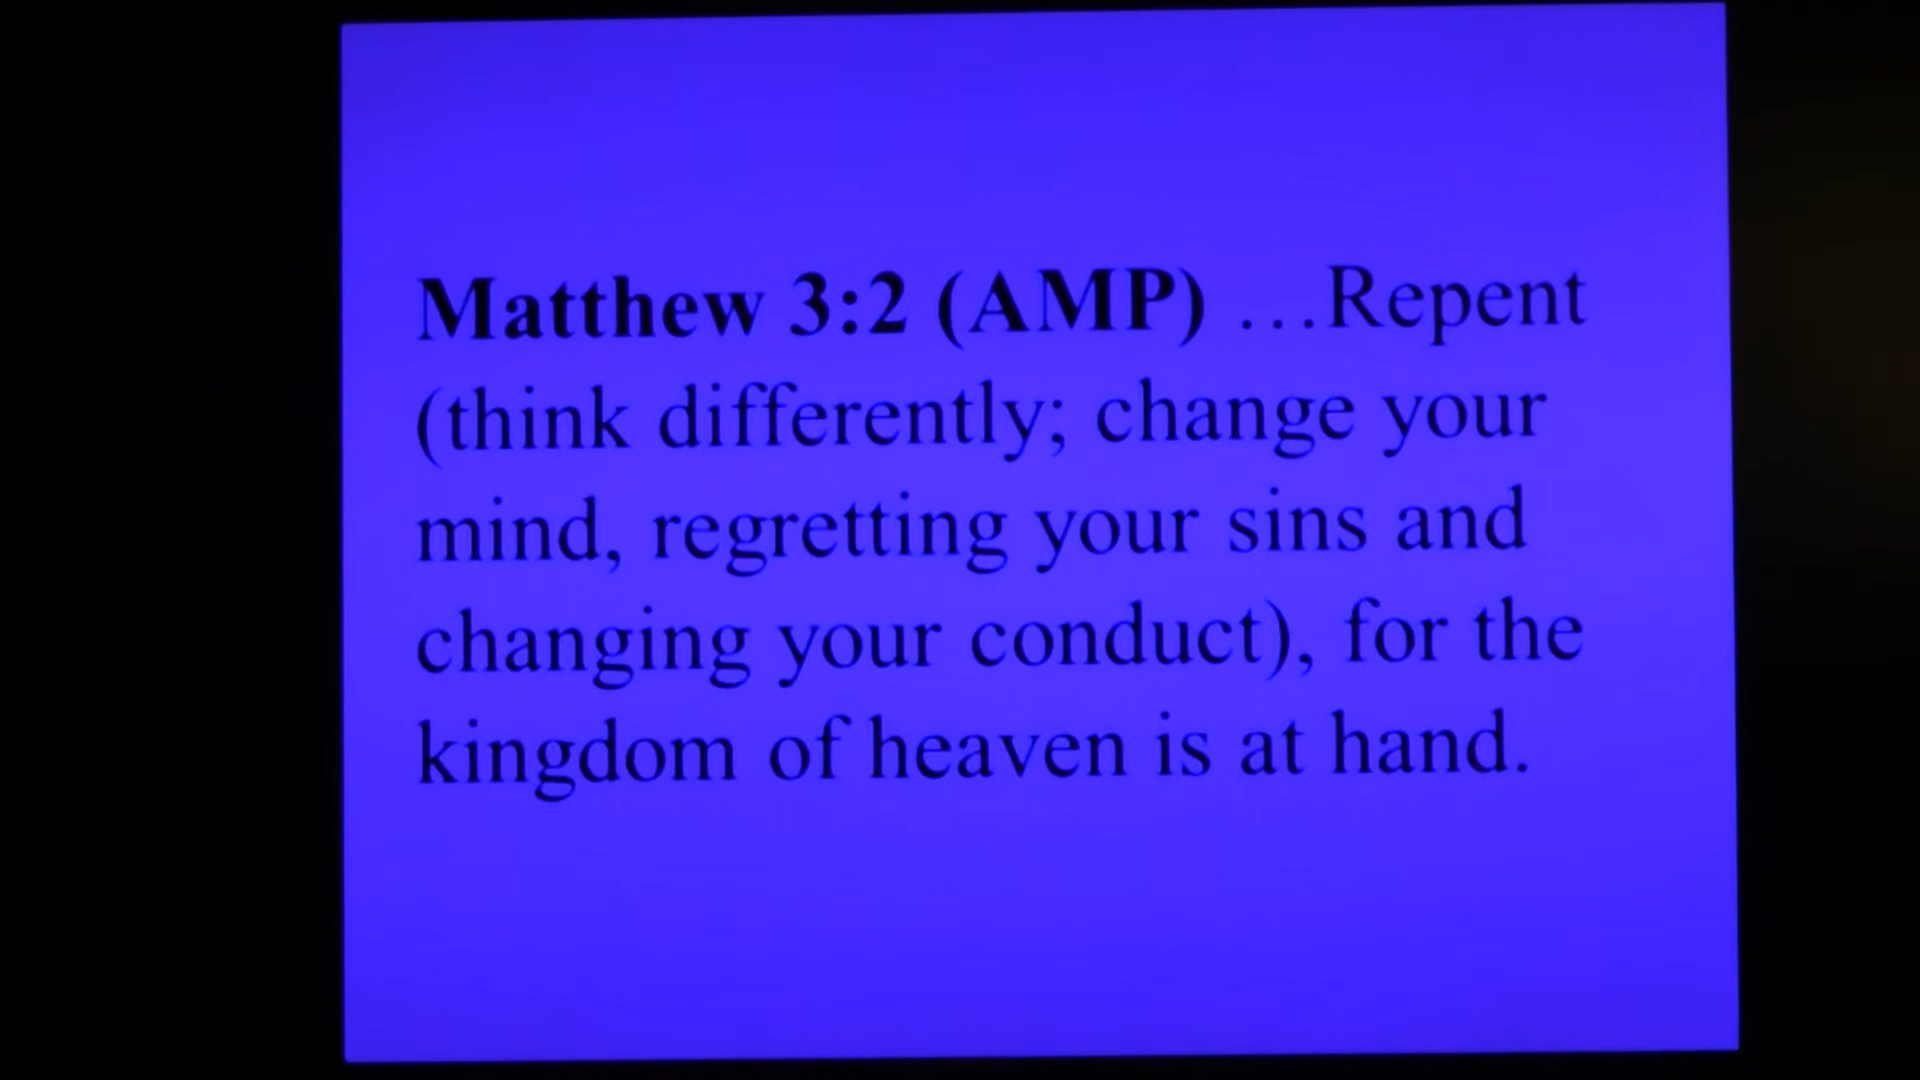 Matthew 3:2 (AMP) …Repent
(think differently; change your
mind, regretting your sins and
changing your conduct), for the
kingdom of heaven is at hand.